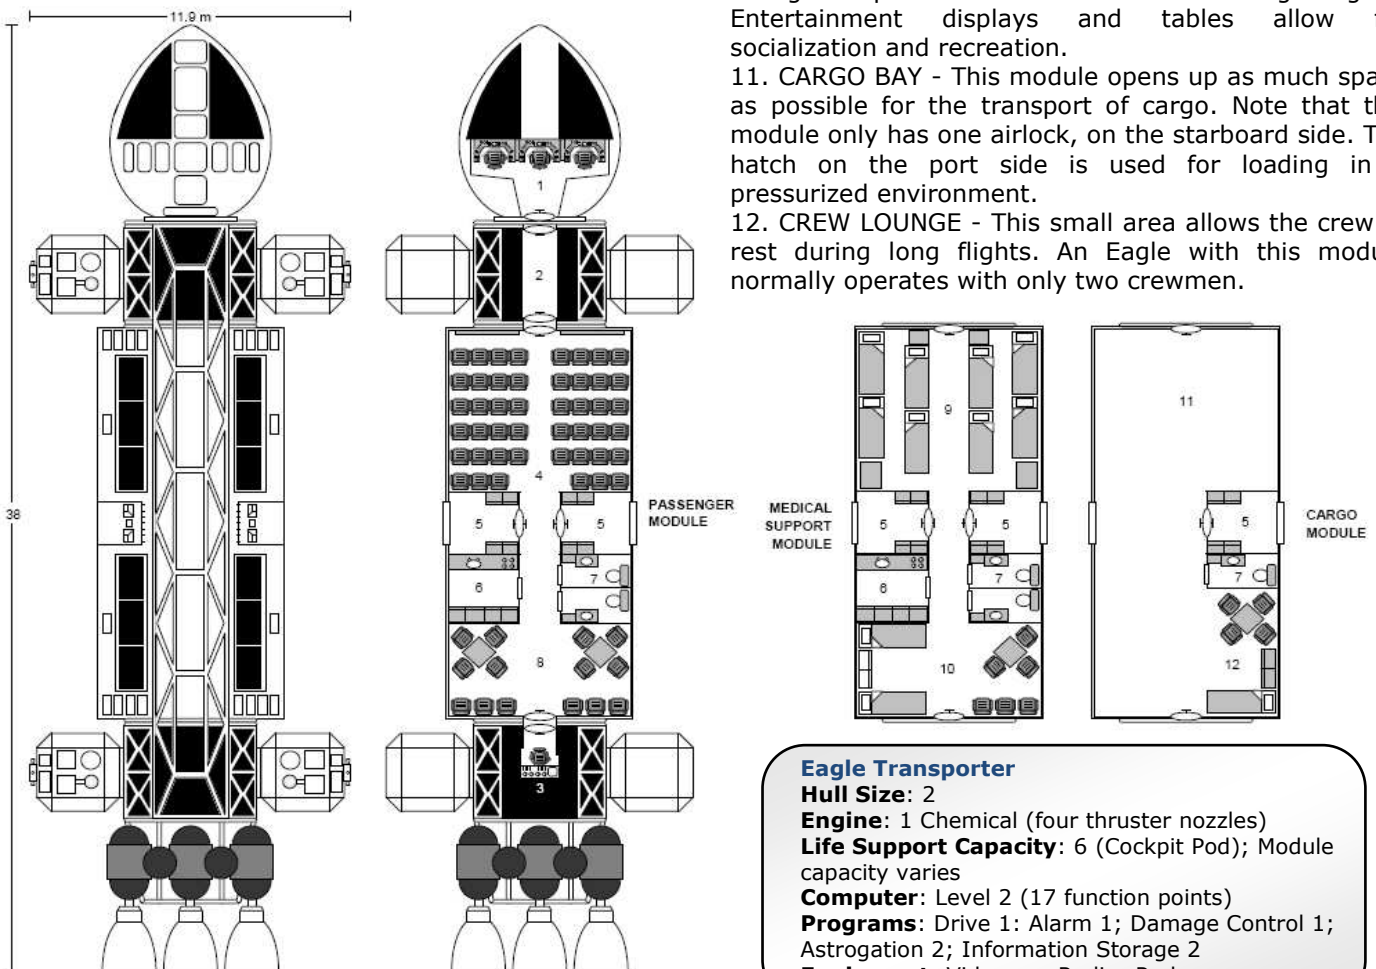 11.9 m
38
Entertainment displays and tables allow
socialization and recreation.
11. CARGO BAY - This module opens up as much
as possible for the transport of cargo. Note that
module only has one airlock, on the starboard side.
hatch on the port side is used for loading in
pressurized environment.
12. CREW LOUNGE - This small area allows the crew
rest during long flights. An Eagle with this
normally operates with only two crewmen.
1
2
4
5
5
6
7
8
3
PASSENGER
MODULE
MEDICAL
SUPPORT
MODULE
9
5
5
6
7
10
11
5
7
12
CARGO
MODULE
Eagle Transporter
Hull Size: 2
Engine: 1 Chemical (four thruster nozzles)
Life Support Capacity: 6 (Cockpit Pod); Module
capacity varies
Computer: Level 2 (17 function points)
Programs: Drive 1: Alarm 1; Damage Control 1;
Astrogation 2; Information Storage 2